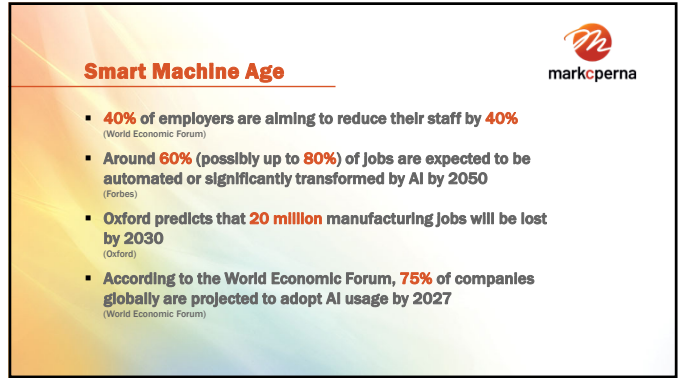 markcperna
Smart Machine Age
▪ 40% of employers are aiming to reduce their staff by 40%
(World Economic Forum)
▪ Around 60% (possibly up to 80%) of jobs are expected to be
automated or significantly transformed by AI by 2050
(Forbes)
▪ Oxford predicts that 20 million manufacturing jobs will be lost
by 2030
(Oxford)
▪ According to the World Economic Forum, 75% of companies
globally are projected to adopt AI usage by 2027
(World Economic Forum)